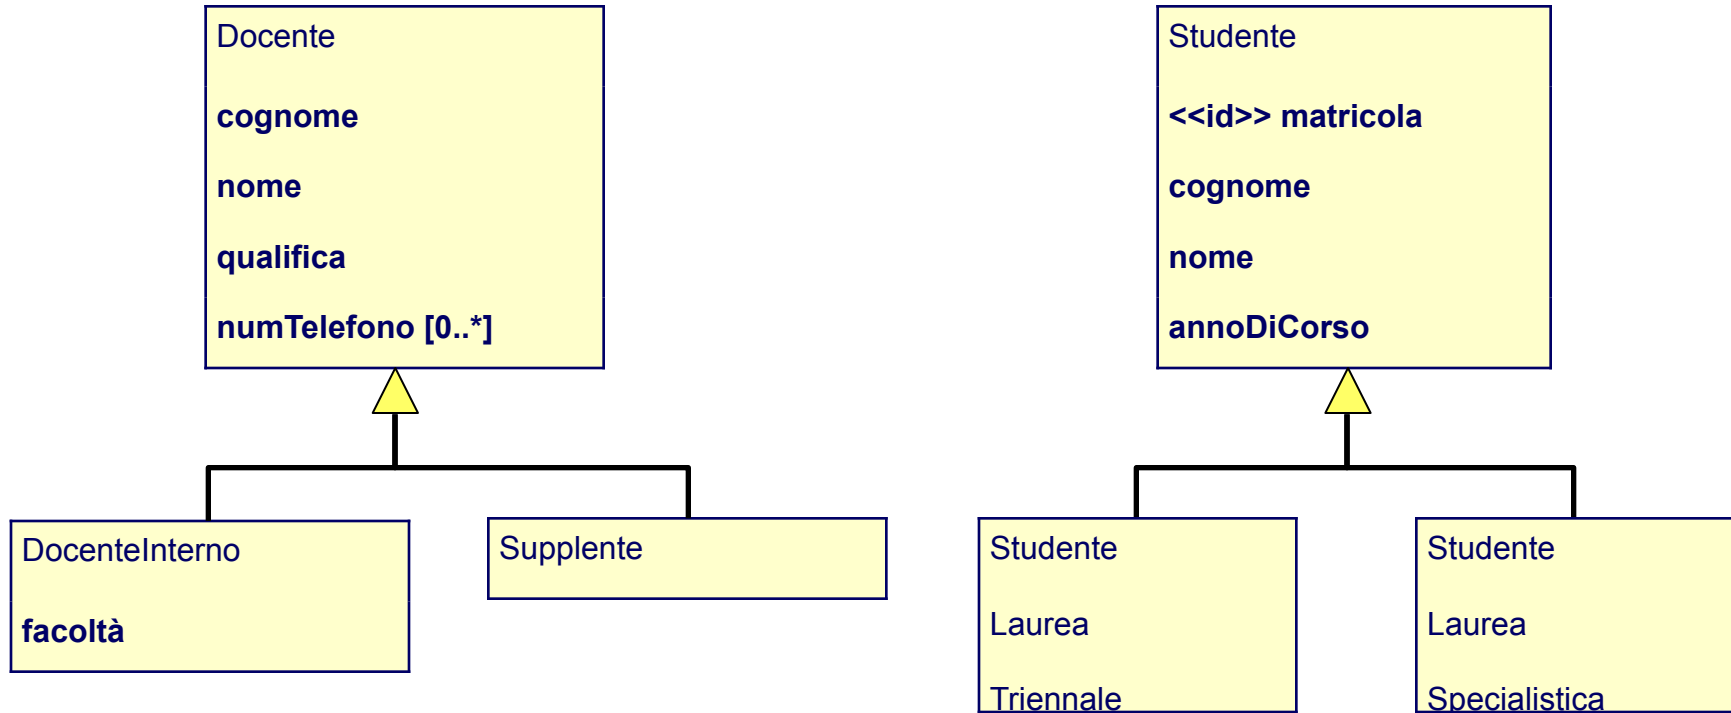 Docente
cognome
nome
qualifica
numTelefono [0..*]
Studente
<<id>> matricola
cognome
nome
annoDiCorso
DocenteInterno
facoltà
Supplente
Studente
Laurea
Triennale
Studente
Laurea
Specialistica